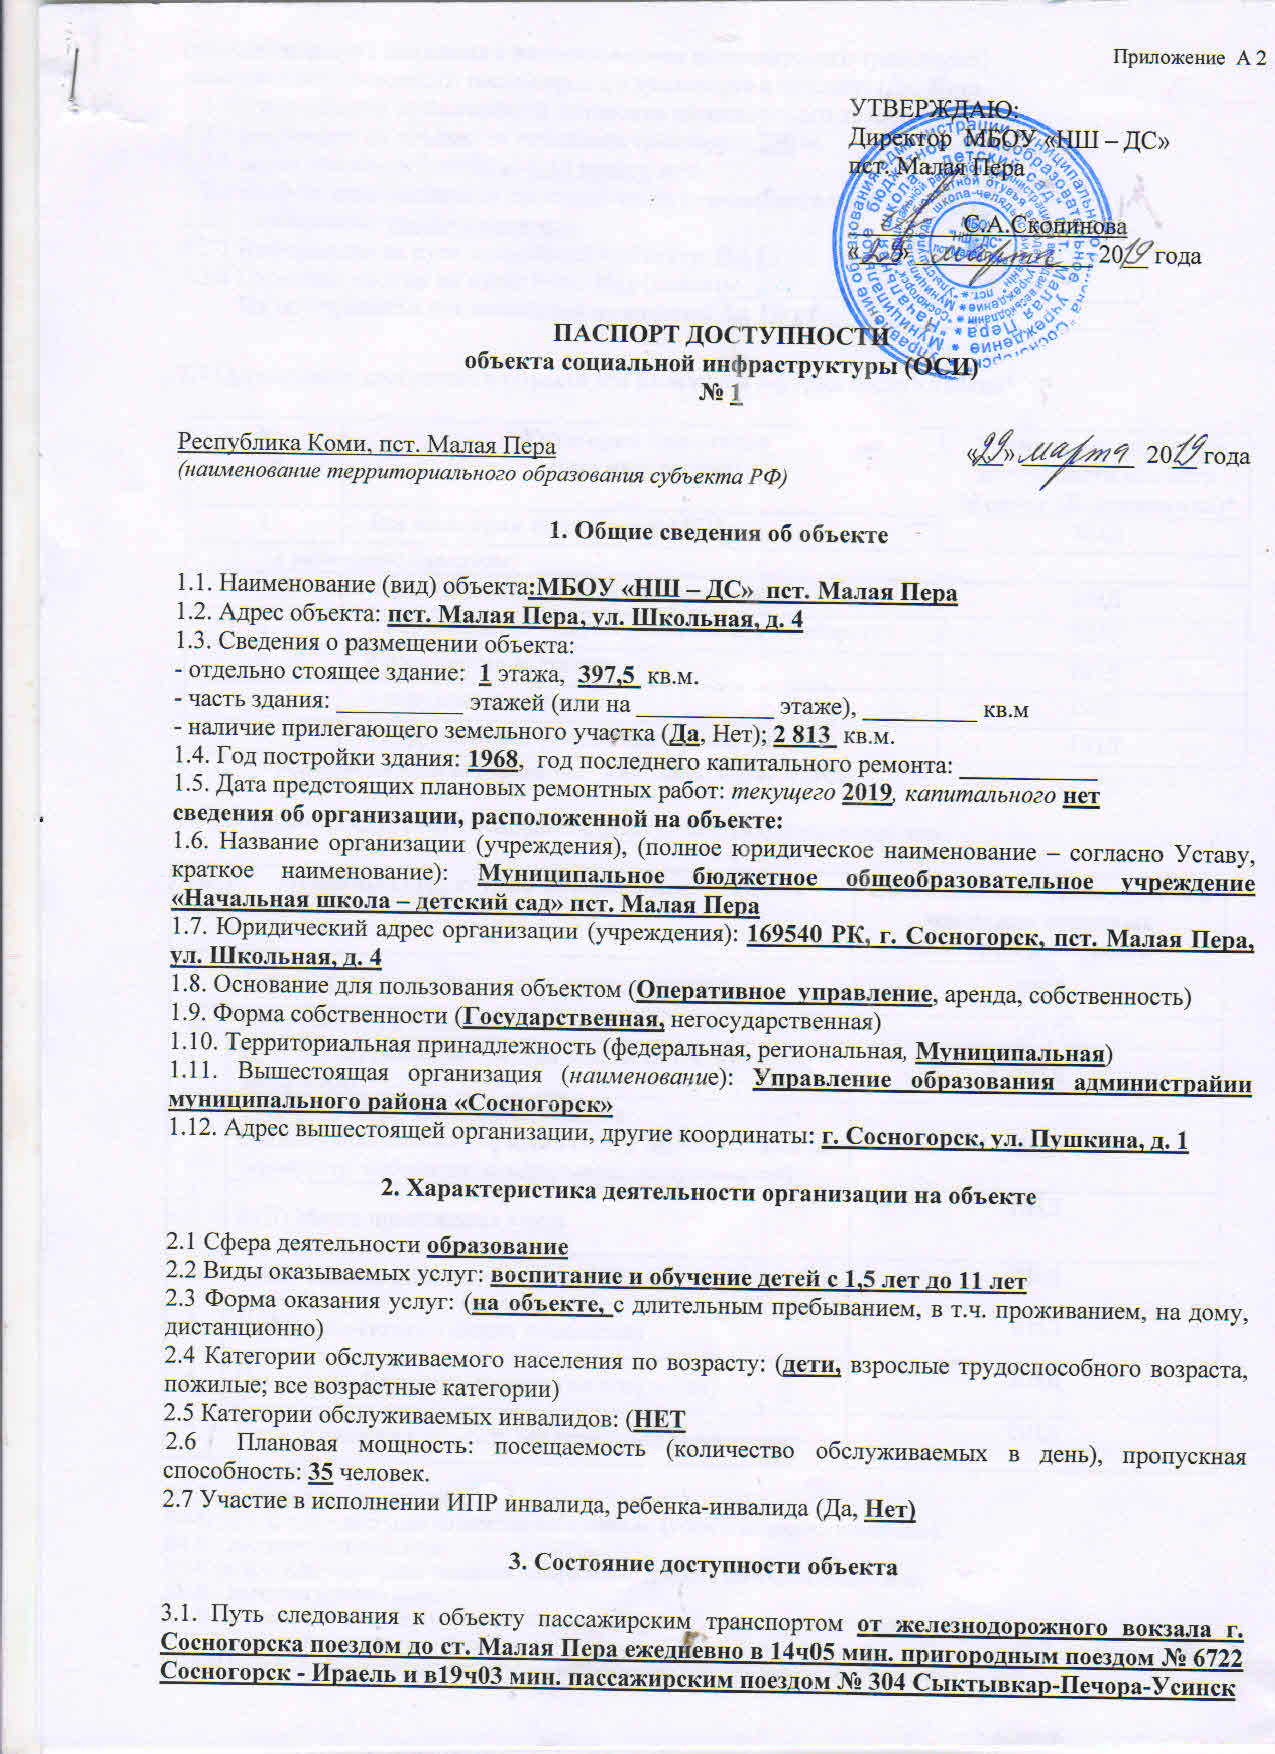 Приложение А 2
УТВЕРЖДАЮ:
Директор МБОУ «НШ – ДС»
пст. Малая Пера
С.А.Скопинова
« » марта 2019 года
ПАСПОРТ ДОСТУПНОСТИ
объекта социальной инфраструктуры (ОСИ)
№ 1
Республика Коми, пст. Малая Пера «29» марта 2019 года
(наименование территориального образования субъекта РФ)
1. Общие сведения об объекте
1.1. Наименование (вид) объекта:МБОУ «НШ – ДС» пст. Малая Пера
1.2. Адрес объекта: пст. Малая Пера, ул. Школьная, д. 4
1.3. Сведения о размещении объекта:
- отдельно стоящее здание: 1 этажа, 397,5 кв.м.
- часть здания: __________ этажей (или на ___________ этаже), _________ кв.м
- наличие прилегающего земельного участка (Да, Нет); 2 813 кв.м.
1.4. Год постройки здания: 1968, год последнего капитального ремонта: ___________
1.5. Дата предстоящих плановых ремонтных работ: текущего 2019, капитального нет
сведения об организации, расположенной на объекте:
1.6. Название организации (учреждения), (полное юридическое наименование – согласно Уставу,
краткое наименование): Муниципальное бюджетное общеобразовательное учреждение
«Начальная школа – детский сад» пст. Малая Пера
1.7. Юридический адрес организации (учреждения): 169540 РК, г. Сосногорск, пст. Малая Пера,
ул. Школьная, д. 4
1.8. Основание для пользования объектом (Оперативное управление, аренда, собственность)
1.9. Форма собственности (Государственная, негосударственная)
1.10. Территориальная принадлежность (федеральная, региональная, Муниципальная)
1.11. Вышестоящая организация (наименование): Управление образования администрайии
муниципального района «Сосногорск»
1.12. Адрес вышестоящей организации, другие координаты: г. Сосногорск, ул. Пушкина, д. 1
2. Характеристика деятельности организации на объекте
2.1 Сфера деятельности образование
2.2 Виды оказываемых услуг: воспитание и обучение детей с 1,5 лет до 11 лет
2.3 Форма оказания услуг: (на объекте, с длительным пребыванием, в т.ч. проживанием, на дому,
дистанционно)
2.4 Категории обслуживаемого населения по возрасту: (дети, взрослые трудоспособного возраста,
пожилые; все возрастные категории)
2.5 Категории обслуживаемых инвалидов: (НЕТ
2.6 Плановая мощность: посещаемость (количество обслуживаемых в день), пропускная
способность: 35 человек.
2.7 Участие в исполнении ИПР инвалида, ребенка-инвалида (Да, Нет)
3. Состояние доступности объекта
3.1. Путь следования к объекту пассажирским транспортом от железнодорожного вокзала г.
Сосногорска поездом до ст. Малая Пера ежедневно в 14ч05 мин. пригородным поездом № 6722
Сосногорск - Ираель и в19ч03 мин. пассажирским поездом № 304 Сыктывкар-Печора-Усинск